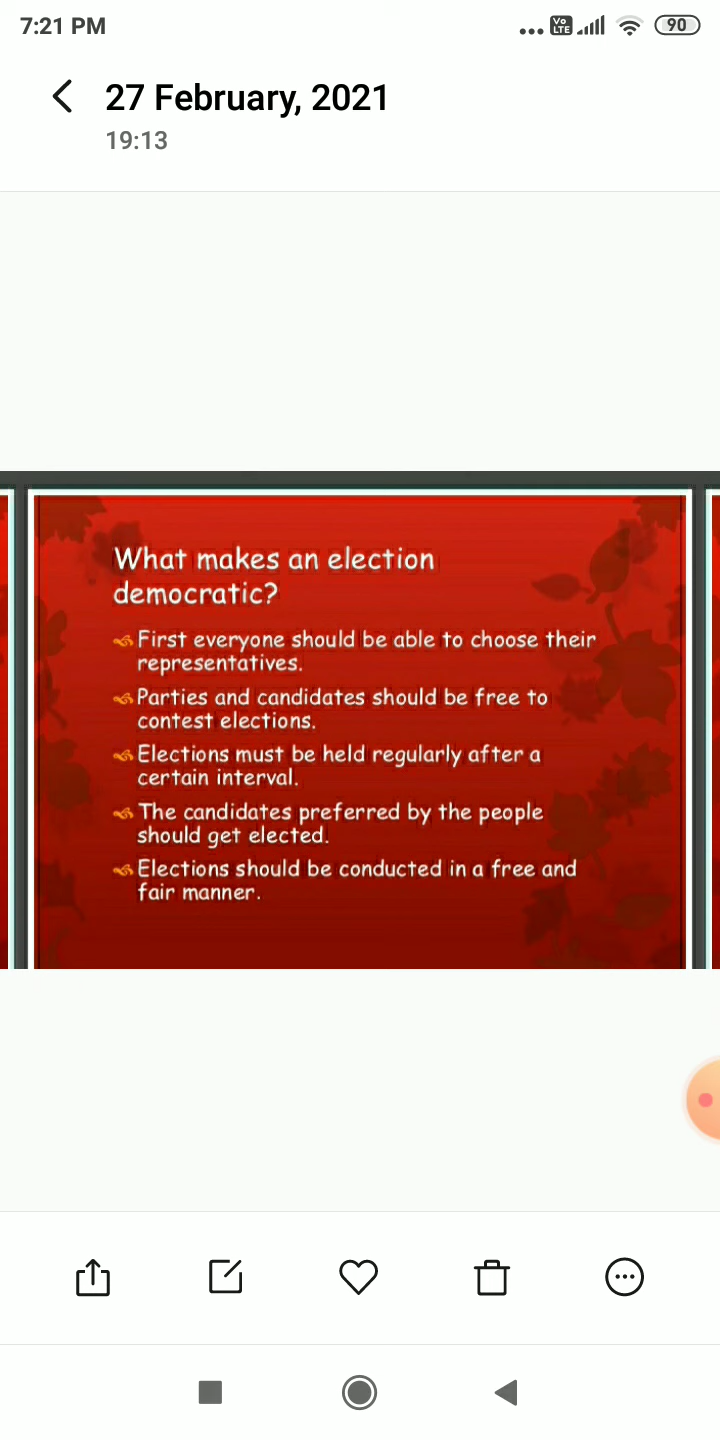 7:21 PM
Vo
LTE
90
27 February, 2021
19:13
What makes an election
democratic?
First everyone should be able to choose their
representatives.
Parties and candidates should be free to
contest elections.
Elections must be held regularly after a
certain interval.
The candidates preferred by the people
should get elected.
Elections should be conducted in a free and
fair manner.